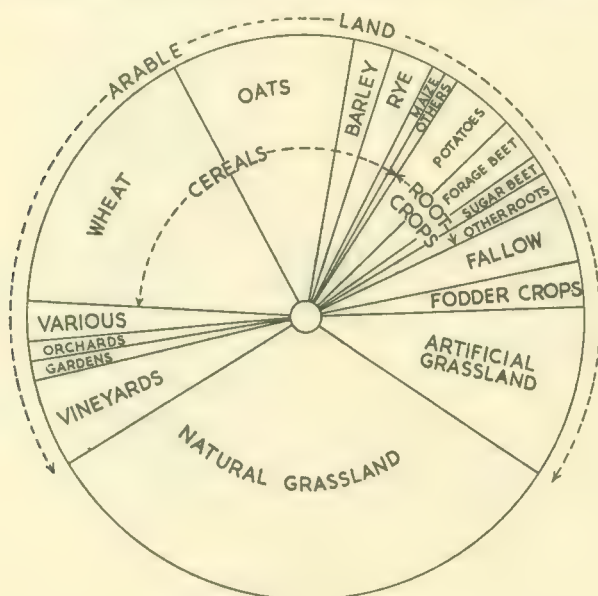 ARABLE LAND
CEREALS
ROOT
CROPS
WHEAT
OATS
BARLEY
RYE
MAIZE
OTHERS
POTATOES
FORAGE BEET
SUGAR BEET
OTHER ROOTS
FALLOW
FODDER CROPS
ARTIFICIAL
GRASSLAND
NATURAL GRASSLAND
VINEYARDS
GARDENS
ORCHARDS
VARIOUS